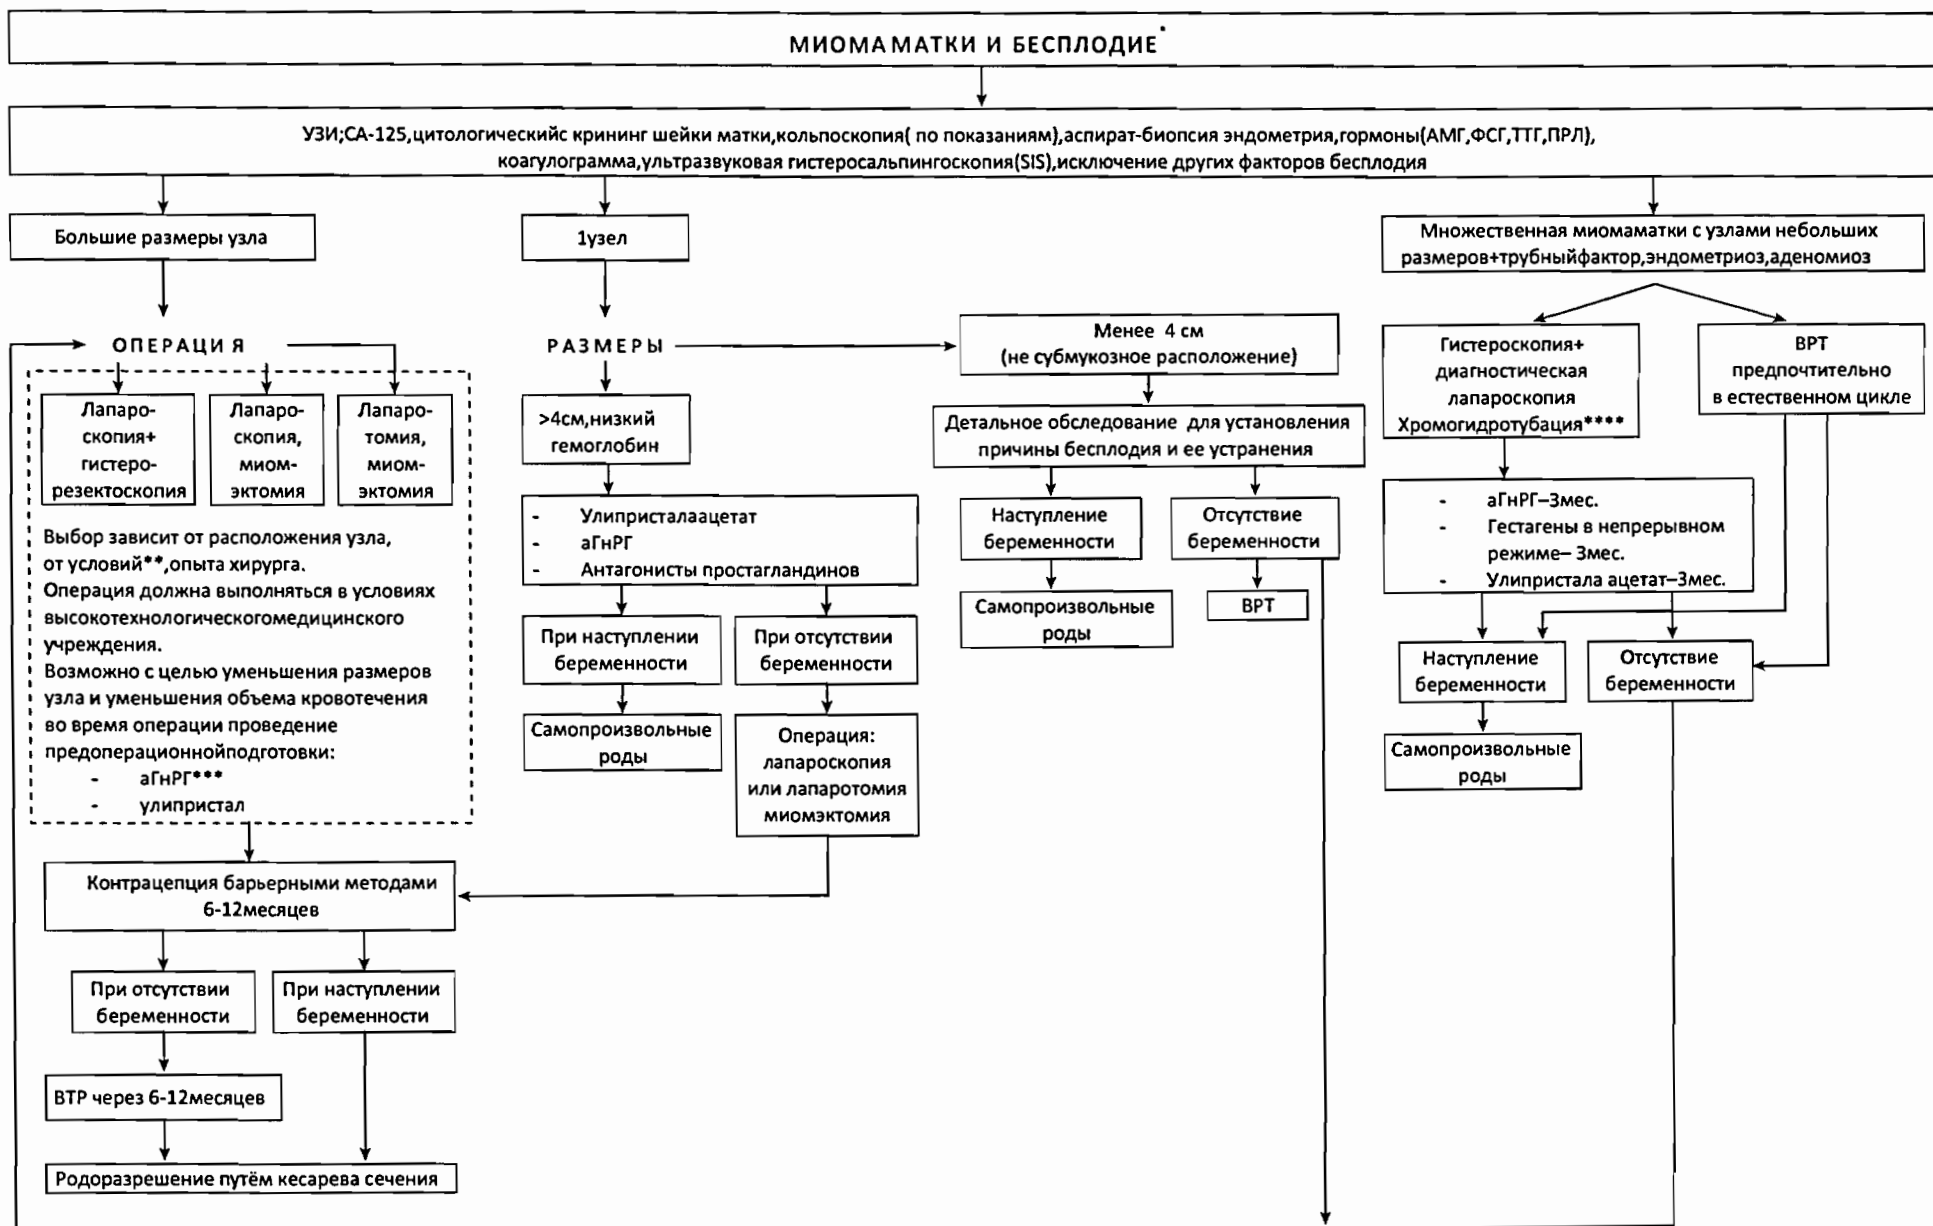 МИОМАМАТКИ И БЕСПЛОДИЕ*
УЗИ;СА-125,цитологическийс крининг шейки матки,кольпоскопия( по показаниям),аспират-биопсия эндометрия,гормоны(АМГ,ФСГ,ТТГ,ПРЛ),
коагулограмма,ультразвуковая гистеросальпингоскопия(SIS),исключение других факторов бесплодия
Большие размеры узла
ОПЕРАЦИЯ
Лапаро-
скопия+
гистеро-
резектоскопия
Лапаро-
скопия,
миом-
эктомия
Лапаро-
томия,
миом-
эктомия
Выбор зависит от расположения узла,
от условий**,опыта хирурга.
Операция должна выполняться в условиях
высокотехнологическогомедицинского
учреждения.
Возможно с целью уменьшения размеров
узла и уменьшения объема кровотечения
во время операции проведение
предоперационнойподготовки:
- аГнРГ***
- улипристал
Контрацепция барьерными методами
6-12месяцев
При отсутствии
беременности
При наступлении
беременности
ВТР через 6-12месяцев
Родоразрешение путём кесарева сечения
1узел
РАЗМЕРЫ
>4см,низкий
гемоглобин
- Улипристалаацетат
- аГнРГ
- Антагонисты простагландинов
При наступлении
беременности
При отсутствии
беременности
Самопроизвольные
роды
Операция:
лапароскопия
или лапаротомия
миомэктомия
Менее 4 см
(не субмукозное расположение)
Детальное обследование для установления
причины бесплодия и ее устранения
Наступление
беременности
Отсутствие
беременности
Самопроизвольные
роды
ВРТ
Множественная миомаматки с узлами небольших
размеров+трубныйфактор,эндометриоз,аденомиоз
Гистероскопия+
диагностическая
лапароскопия
Хромогидротубация****
ВРТ
предпочтительно
в естественном цикле
- аГнРГ–3мес.
- Гестагены в непрерывном
режиме– 3мес.
- Улипристала ацетат–3мес.
Наступление
беременности
Отсутствие
беременности
Самопроизвольные
роды